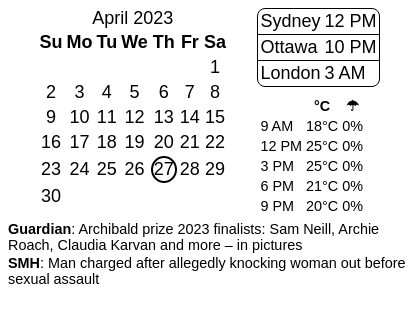 April 2023
Su Mo Tu We Th Fr Sa
1
2 3 4 5 6 7 8
9 10 11 12 13 14 15
16 17 18 19 20 21 22
23 24 25 26 27 28 29
30
Sydney 12 PM
Ottawa 10 PM
London 3 AM
°C ☂
9 AM 18°C 0%
12 PM 25°C 0%
3 PM 25°C 0%
6 PM 21°C 0%
9 PM 20°C 0%
Guardian: Archibald prize 2023 finalists: Sam Neill, Archie
Roach, Claudia Karvan and more – in pictures
SMH: Man charged after allegedly knocking woman out before
sexual assault